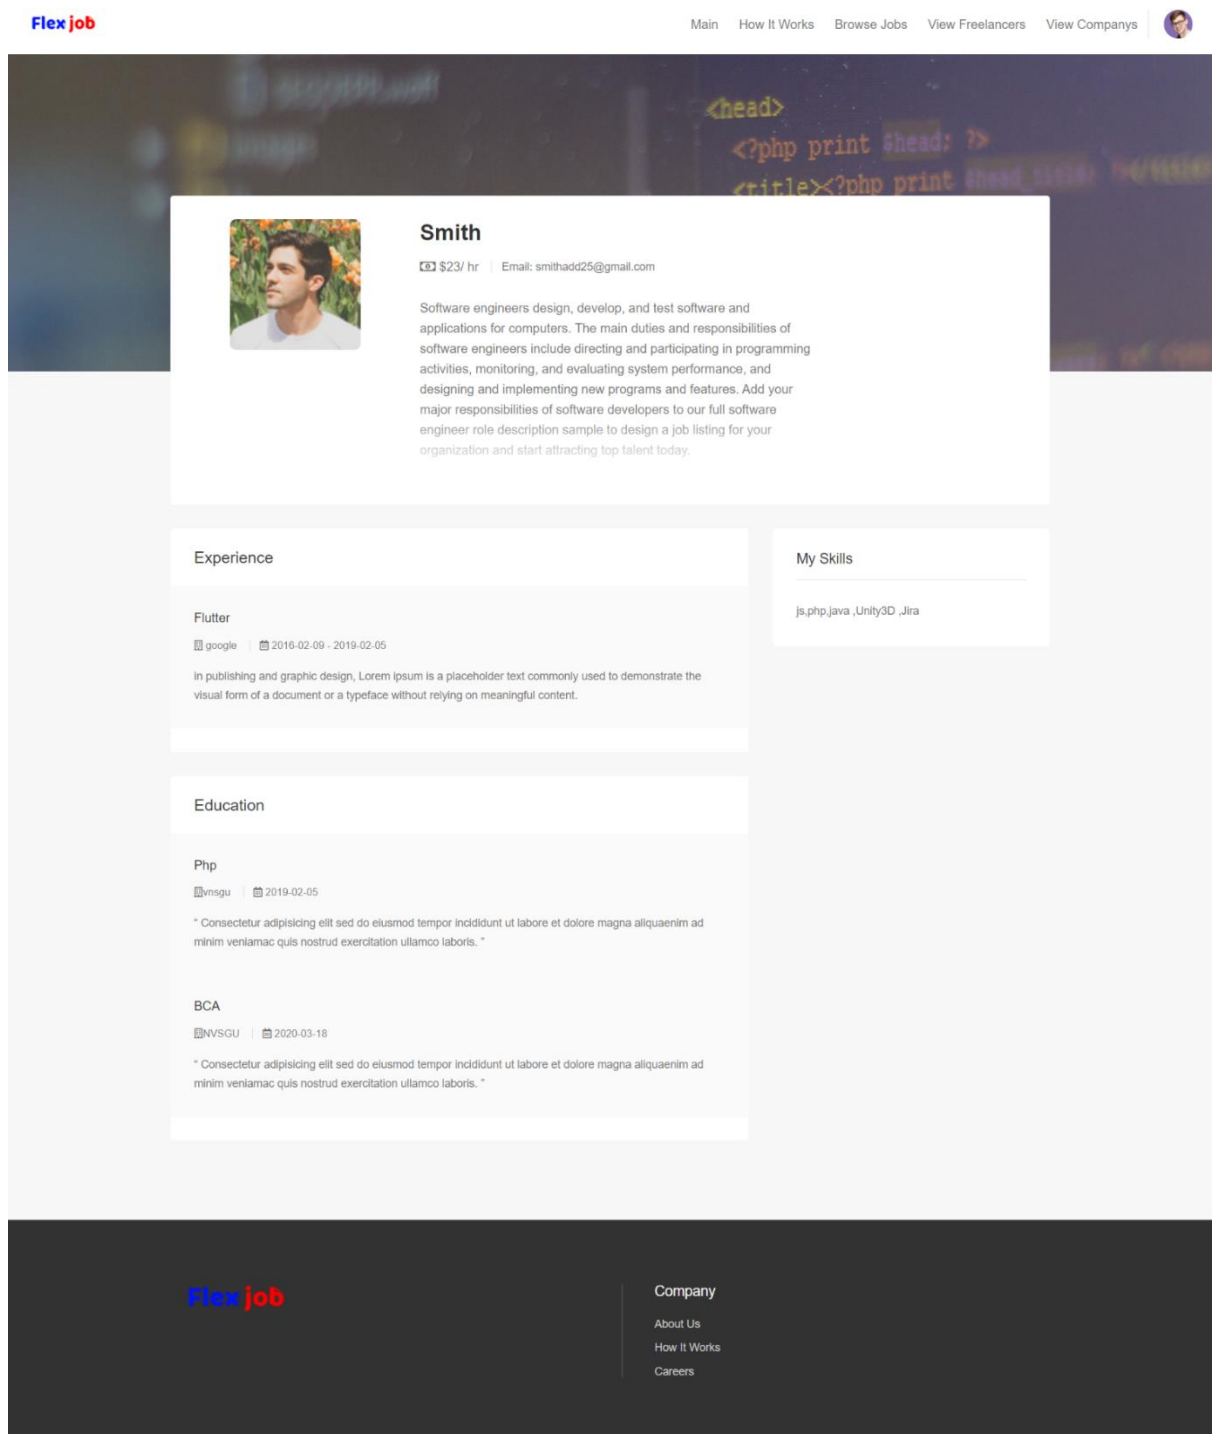 Flex job
Main How It Works Browse Jobs View Freelancers View Companys
<head>
<?php print $head; ?>
<title><?php print $head_title;
Smith
$23/ hr Email: smithadd25@gmail.com
Software engineers design, develop, and test software and
applications for computers. The main duties and responsibilities of
software engineers include directing and participating in programming
activities, monitoring, and evaluating system performance, and
designing and implementing new programs and features. Add your
major responsibilities of software developers to our full software
engineer role description sample to design a job listing for your
organization and start attracting top talent today.
Experience
Flutter
google 2016-02-09 - 2019-02-05
in publishing and graphic design, Lorem ipsum is a placeholder text commonly used to demonstrate the
visual form of a document or a typeface without relying on meaningful content.
My Skills
js,php,java ,Unity3D ,Jira
Education
Php
vnsgu 2019-02-05
“ Consectetur adipisicing elit sed do eiusmod tempor incididunt ut labore et dolore magna aliquaenim ad
minim veniamac quis nostrud exercitation ullamco laboris. ”
BCA
NVSGU 2020-03-18
“ Consectetur adipisicing elit sed do eiusmod tempor incididunt ut labore et dolore magna aliquaenim ad
minim veniamac quis nostrud exercitation ullamco laboris. ”
Flex job
Company
About Us
How It Works
Careers